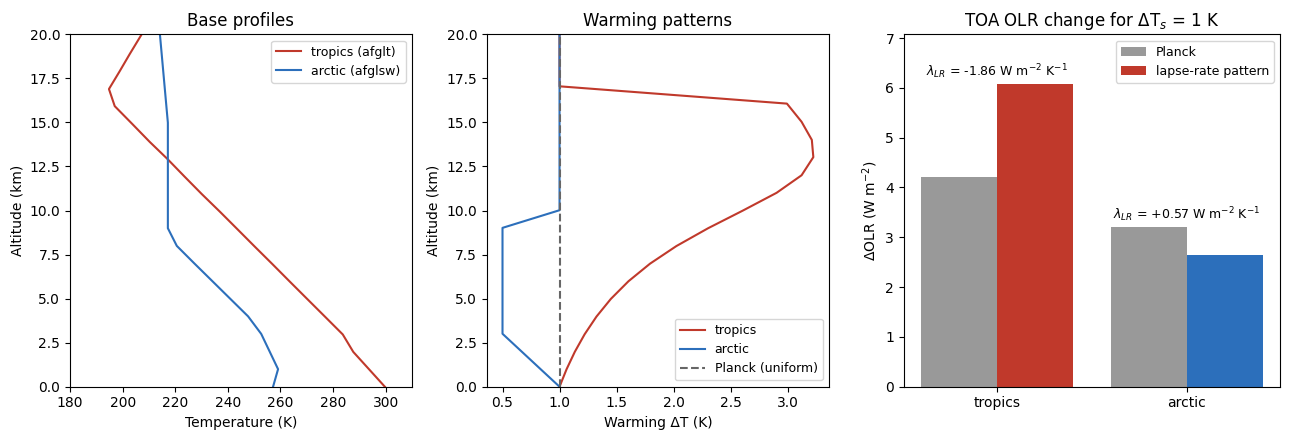 Base profiles
20.0
17.5
15.0
12.5
10.0
7.5
5.0
2.5
0.0
180 200 220 240 260 280 300
Altitude (km)
Temperature (K)
tropics (afglt)
arctic (afglsw)
Warming patterns
20.0
17.5
15.0
12.5
10.0
7.5
5.0
2.5
0.0
0.5 1.0 1.5 2.0 2.5 3.0
Altitude (km)
Warming ΔT (K)
tropics
arctic
Planck (uniform)
TOA OLR change for ΔTₛ = 1 K
7
6
5
4
3
2
1
0
ΔOLR (W m⁻²)
Planck
lapse-rate pattern
λ_LR = -1.86 W m⁻² K⁻¹
λ_LR = +0.57 W m⁻² K⁻¹
tropics arctic